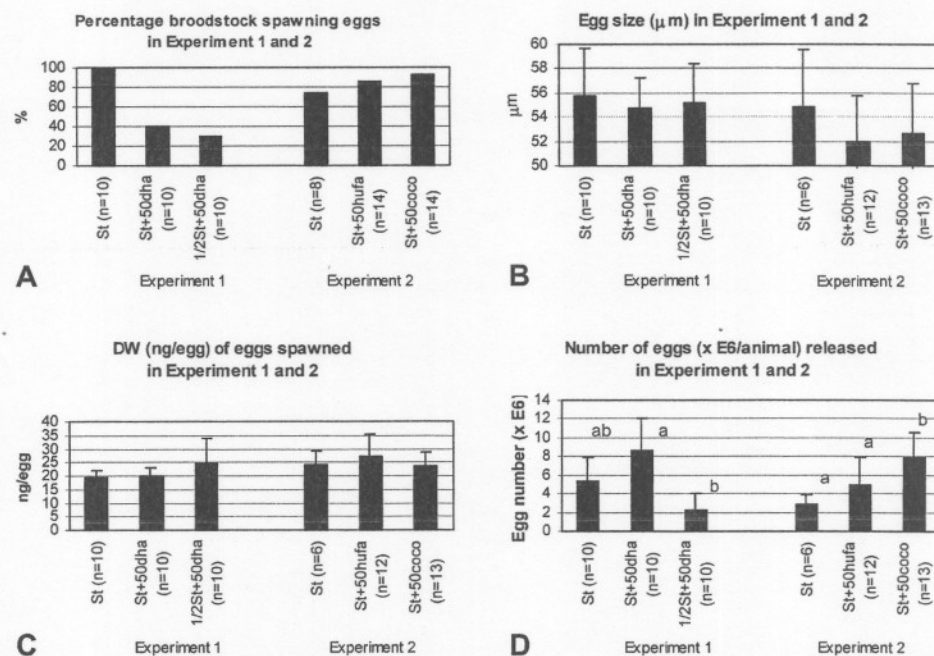 Percentage broodstock spawning eggs
in Experiment 1 and 2
100
80
60
40
20
0
%
St (n=10)
St+50dha
(n=10)
1/2St+50dha
(n=10)
St (n=8)
St+50hufa
(n=14)
St+50coco
(n=14)
Experiment 1
Experiment 2
A
Egg size (µm) in Experiment 1 and 2
60
58
56
54
52
50
µm
St (n=10)
St+50dha
(n=10)
1/2St+50dha
(n=10)
St (n=6)
St+50hufa
(n=12)
St+50coco
(n=13)
Experiment 1
Experiment 2
B
DW (ng/egg) of eggs spawned
in Experiment 1 and 2
40
35
30
25
20
15
10
5
0
ng/egg
St (n=10)
St+50dha
(n=10)
1/2St+50dha
(n=10)
St (n=6)
St+50hufa
(n=12)
St+50coco
(n=13)
Experiment 1
Experiment 2
C
Number of eggs (x E6/animal) released
in Experiment 1 and 2
14
12
10
8
6
4
2
0
Egg number (x E6)
ab
a
b
a
a
b
St (n=10)
St+50dha
(n=10)
1/2St+50dha
(n=10)
St (n=6)
St+50hufa
(n=12)
St+50coco
(n=13)
Experiment 1
Experiment 2
D